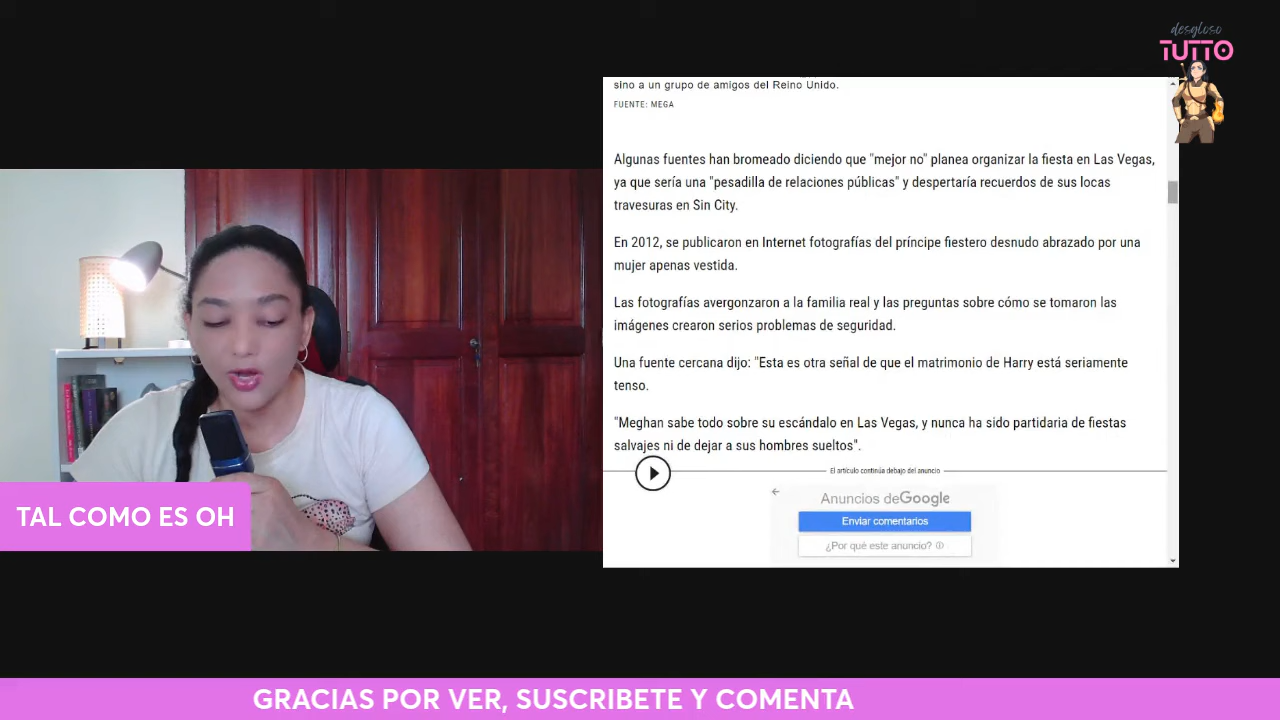 desgloso
TUTTO
sino a un grupo de amigos del Reino Unido.
FUENTE: MEGA
Algunas fuentes han bromeado diciendo que "mejor no" planea organizar la fiesta en Las Vegas,
ya que sería una "pesadilla de relaciones públicas" y despertaría recuerdos de sus locas
travesuras en Sin City.
En 2012, se publicaron en Internet fotografías del príncipe fiestero desnudo abrazado por una
mujer apenas vestida.
Las fotografías avergonzaron a la familia real y las preguntas sobre cómo se tomaron las
imágenes crearon serios problemas de seguridad.
Una fuente cercana dijo: "Esta es otra señal de que el matrimonio de Harry está seriamente
tenso.
"Meghan sabe todo sobre su escándalo en Las Vegas, y nunca ha sido partidaria de fiestas
salvajes ni de dejar a sus hombres sueltos".
El artículo continúa debajo del anuncio
Anuncios de Google
Enviar comentarios
¿Por qué este anuncio?
TAL COMO ES OH
GRACIAS POR VER, SUSCRIBETE Y COMENTA